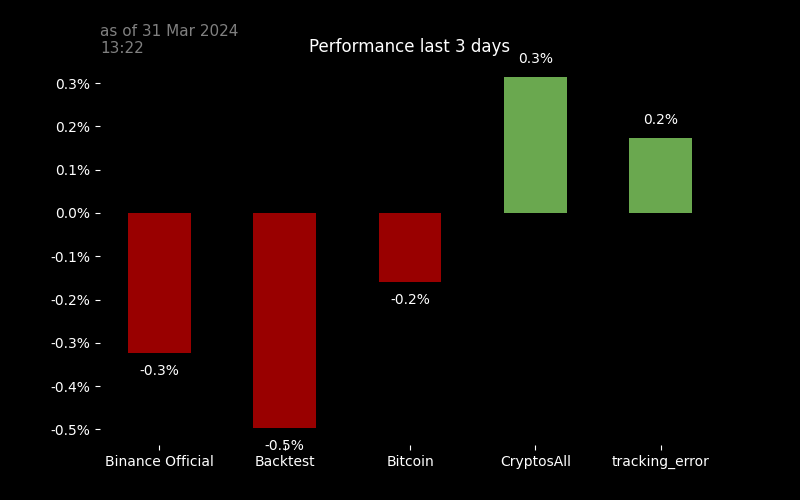 as of 31 Mar 2024
13:22
Performance last 3 days
0.3%
0.2%
0.3%
0.2%
0.1%
0.0%
-0.1%
-0.2%
-0.3%
-0.4%
-0.5%
-0.3%
-0.5%
-0.2%
Binance Official
Backtest
Bitcoin
CryptosAll
tracking_error